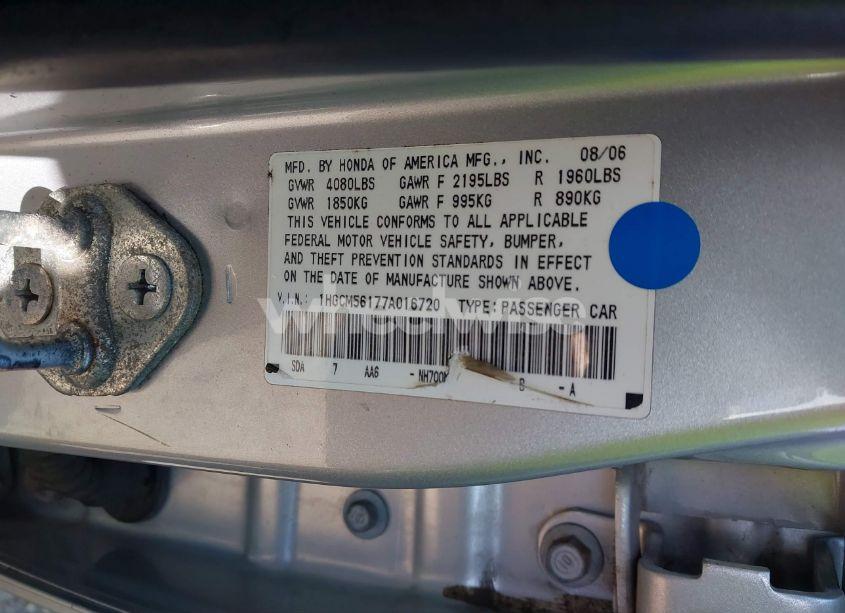 MFD. BY HONDA OF AMERICA MFG., INC. 08/06
GVWR 4080LBS GAWR F 2195LBS R 1960LBS
GVWR 1850KG GAWR F 995KG R 890KG
THIS VEHICLE CONFORMS TO ALL APPLICABLE
FEDERAL MOTOR VEHICLE SAFETY, BUMPER,
AND THEFT PREVENTION STANDARDS IN EFFECT
ON THE DATE OF MANUFACTURE SHOWN ABOVE.
V.I.N.: 1HGCM56177A016720 TYPE: PASSENGER CAR
wheelwise
SDA 7 AA6 - NH700M B - A